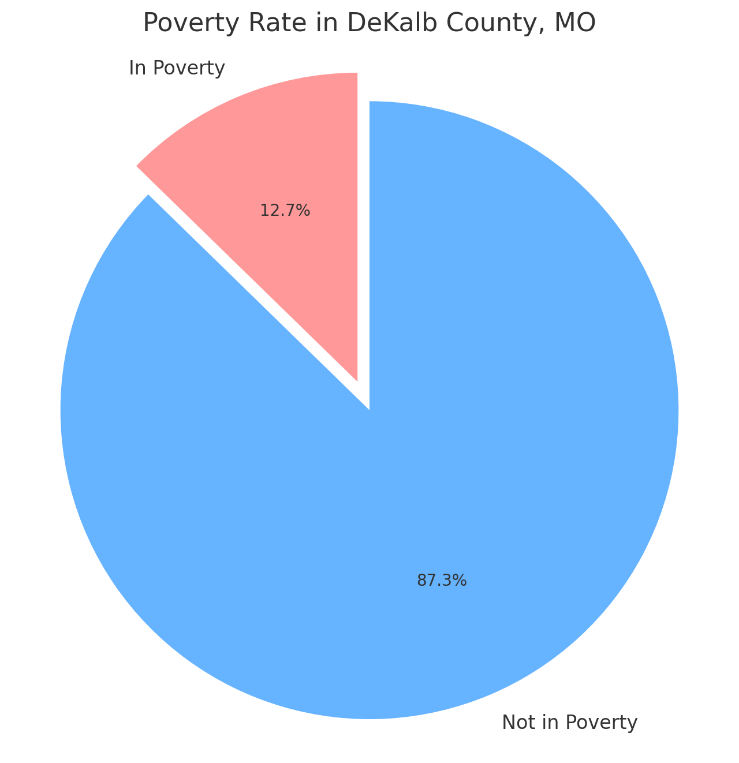 Poverty Rate in DeKalb County, MO
In Poverty
12.7%
87.3%
Not in Poverty